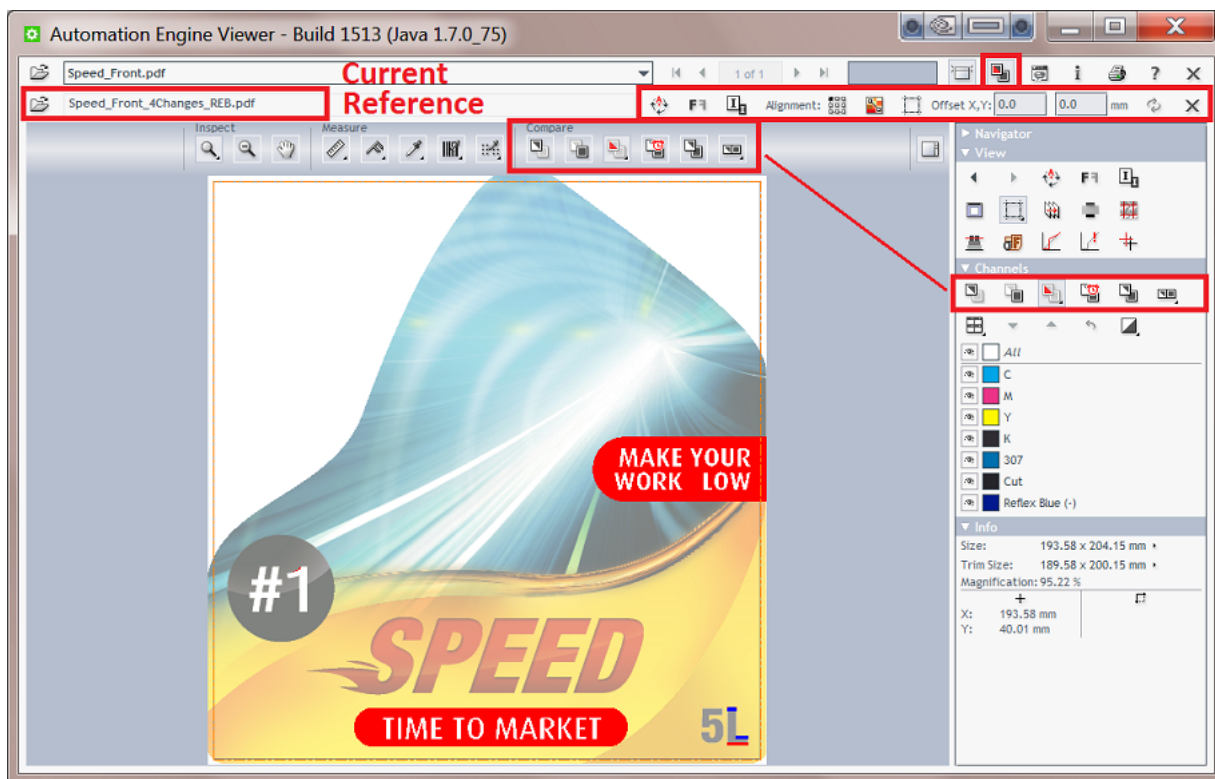 Automation Engine Viewer - Build 1513 (Java 1.7.0_75)
Speed_Front.pdf Current 1 of 1 i ?
Speed_Front_4Changes_REB.pdf Reference Alignment: Offset X,Y: 0.0 0.0 mm
Inspect Measure Compare
Navigator
View
Channels
All
C
M
Y
K
307
Cut
Reflex Blue (-)
Info
Size: 193.58 x 204.15 mm
Trim Size: 189.58 x 200.15 mm
Magnification: 95.22 %
X: 193.58 mm
Y: 40.01 mm
MAKE YOUR
WORK LOW
#1
SPEED
TIME TO MARKET
5L